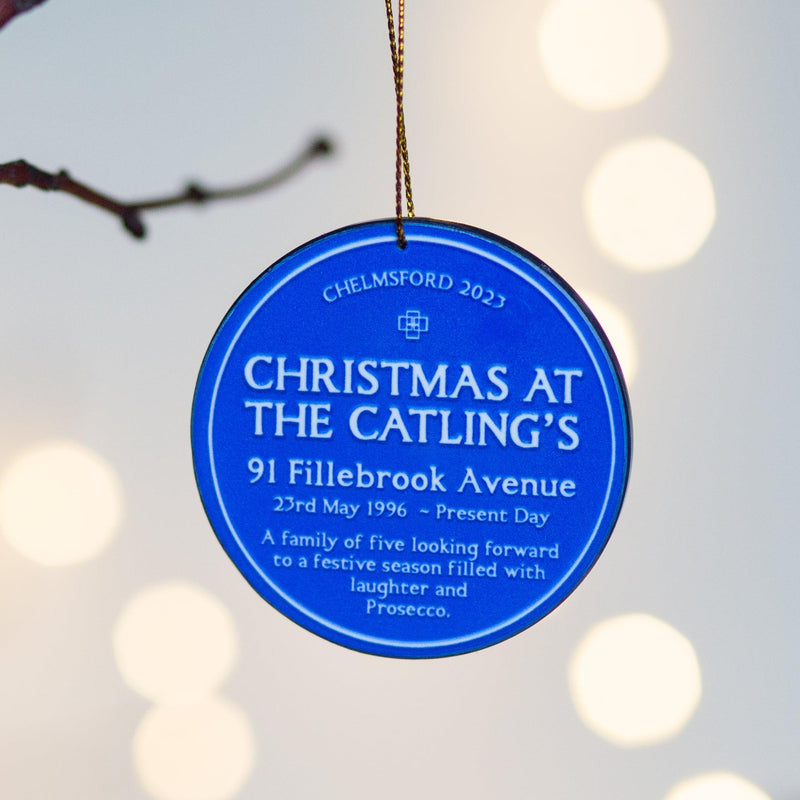 CHELMSFORD 2023
CHRISTMAS AT
THE CATLING'S
91 Fillebrook Avenue
23rd May 1996 ~ Present Day
A family of five looking forward
to a festive season filled with
laughter and
Prosecco.